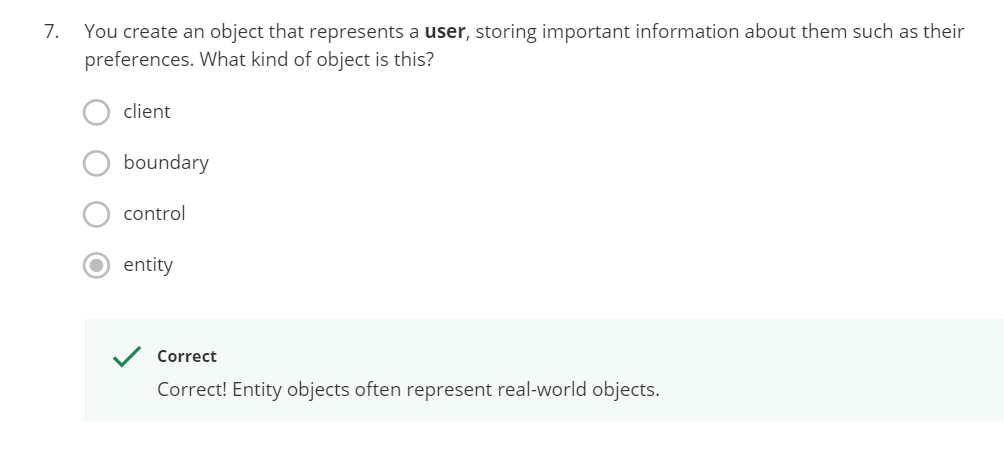 7. You create an object that represents a user, storing important information about them such as their
preferences. What kind of object is this?
client
boundary
control
entity
Correct
Correct! Entity objects often represent real-world objects.